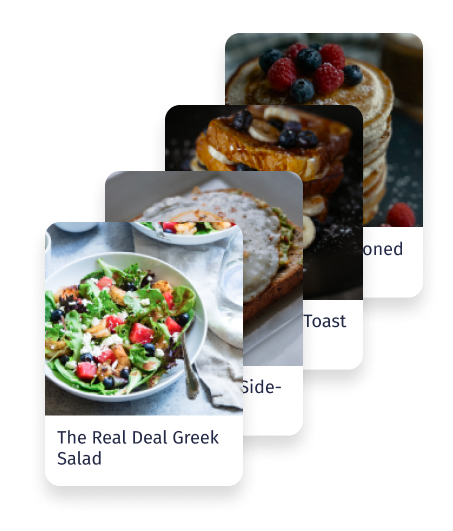 oned
Toast
Side-
The Real Deal Greek
Salad